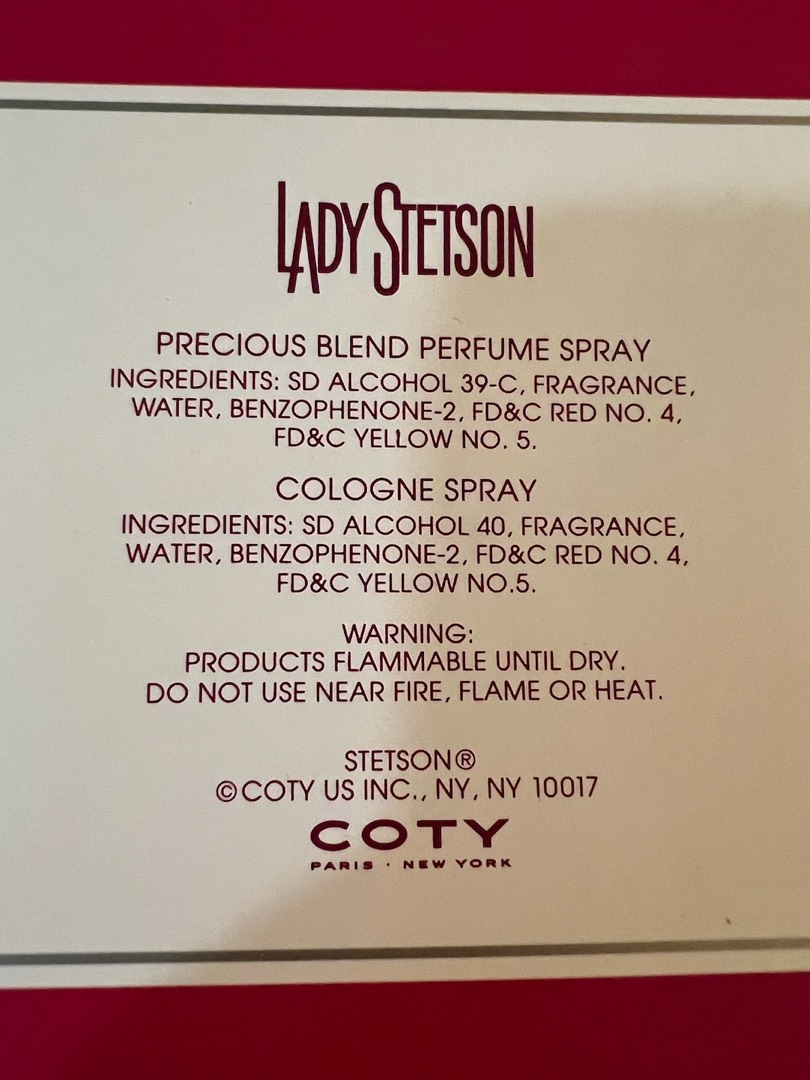 LADY STETSON
PRECIOUS BLEND PERFUME SPRAY
INGREDIENTS: SD ALCOHOL 39-C, FRAGRANCE,
WATER, BENZOPHENONE-2, FD&C RED NO. 4,
FD&C YELLOW NO. 5.
COLOGNE SPRAY
INGREDIENTS: SD ALCOHOL 40, FRAGRANCE,
WATER, BENZOPHENONE-2, FD&C RED NO. 4,
FD&C YELLOW NO.5.
WARNING:
PRODUCTS FLAMMABLE UNTIL DRY.
DO NOT USE NEAR FIRE, FLAME OR HEAT.
STETSON®
©COTY US INC., NY, NY 10017
COTY
PARIS · NEW YORK